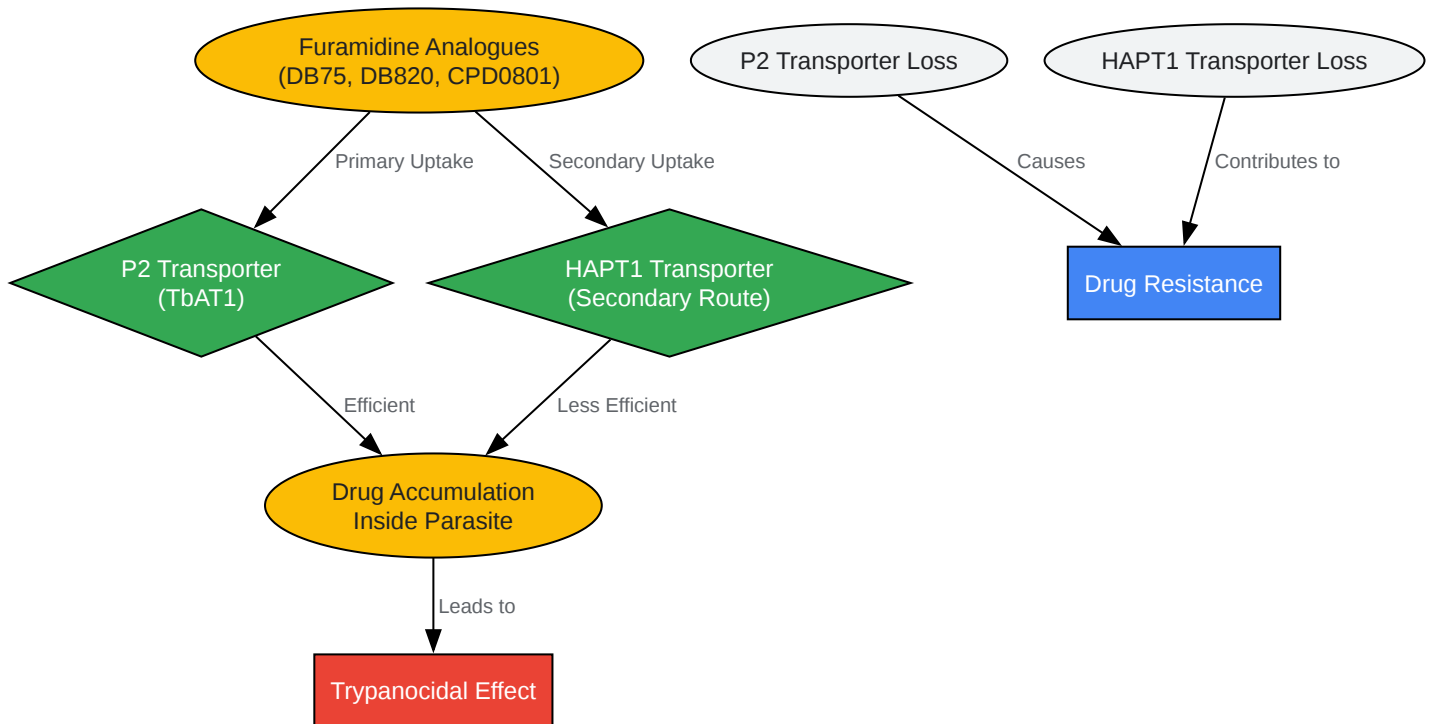 Furamidine Analogues
(DB75, DB820, CPD0801)
P2 Transporter Loss
HAPT1 Transporter Loss
Primary Uptake
Secondary Uptake
Causes
Contributes to
P2 Transporter
(TbAT1)
HAPT1 Transporter
(Secondary Route)
Drug Resistance
Efficient
Less Efficient
Drug Accumulation
Inside Parasite
Leads to
Trypanocidal Effect